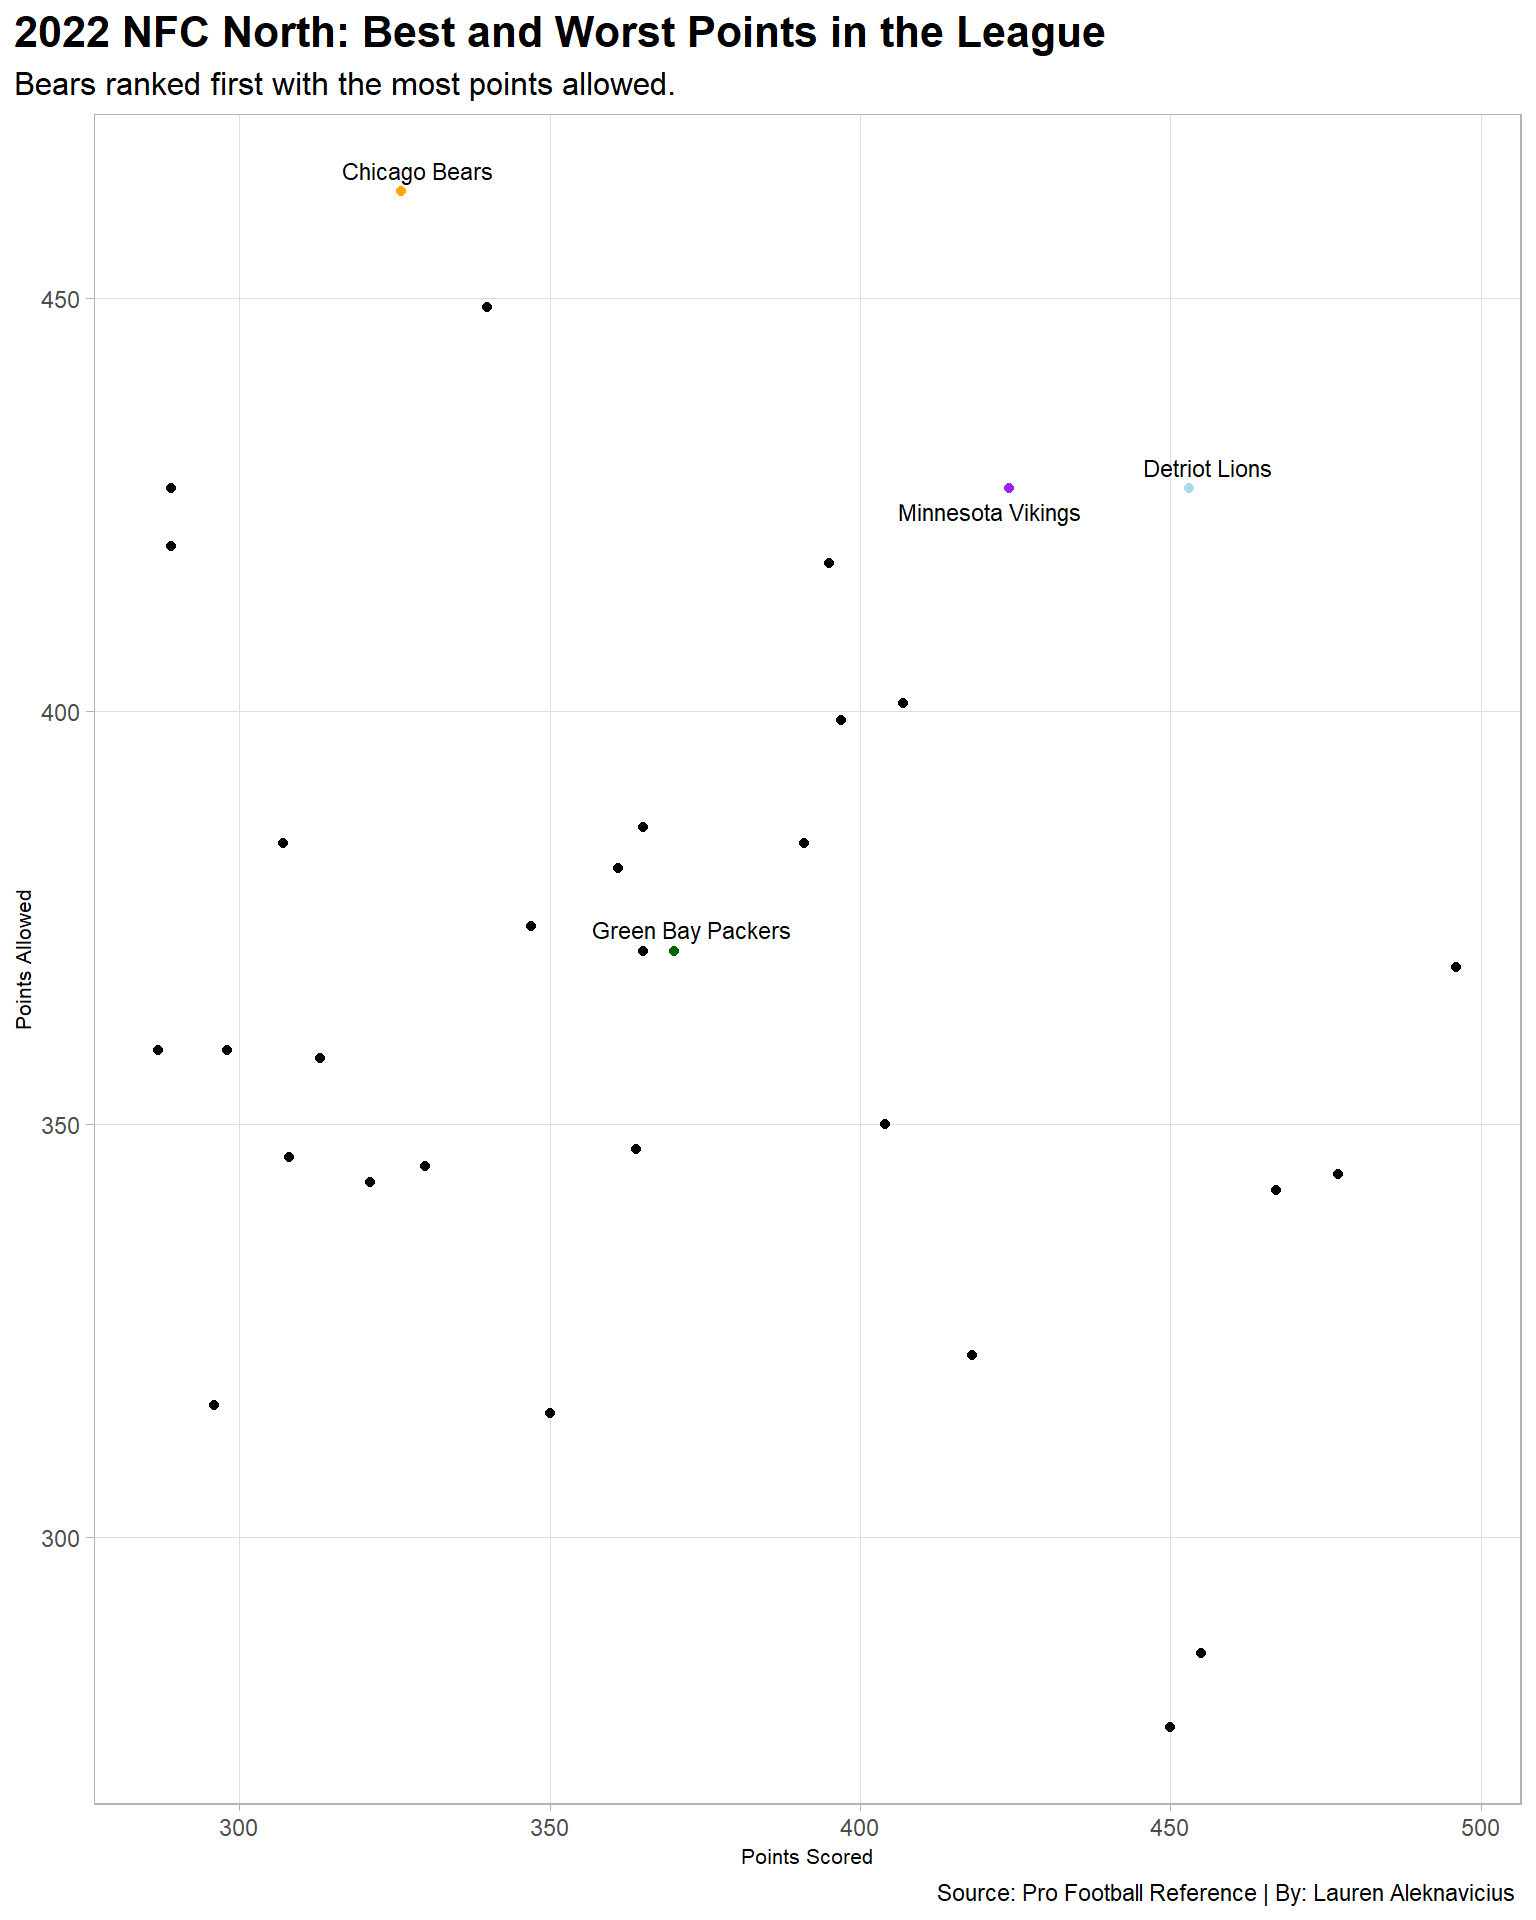 2022 NFC North: Best and Worst Points in the League
Bears ranked first with the most points allowed.
Chicago Bears
450
Detriot Lions
Minnesota Vikings
400
Points Allowed
Green Bay Packers
350
300
300 350 400 450 500
Points Scored
Source: Pro Football Reference | By: Lauren Aleknavicius